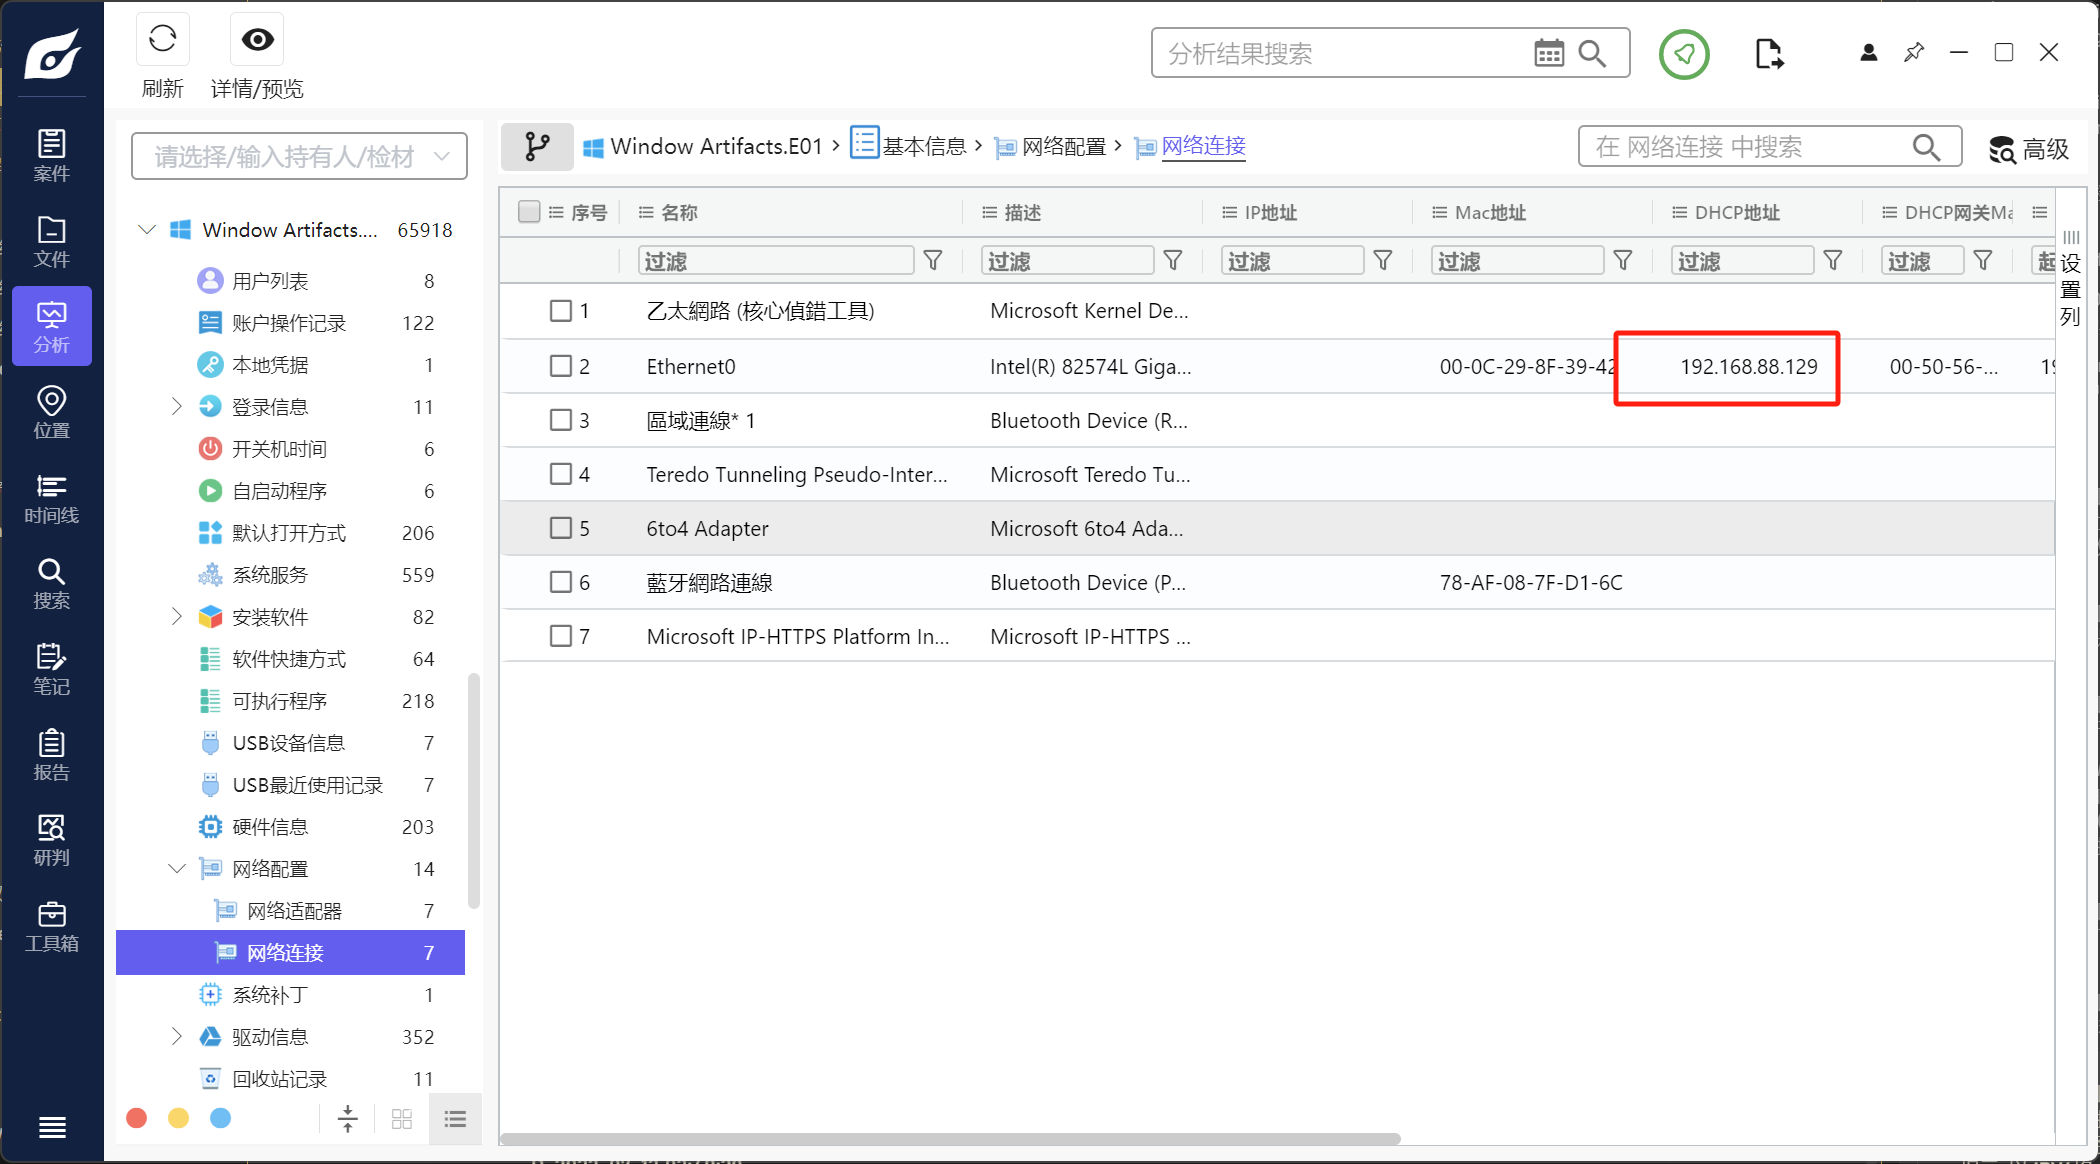 刷新
详情/预览
分析结果搜索
案件
文件
分析
位置
时间线
搜索
笔记
报告
研判
工具箱
请选择/输入持有人/检材
Window Artifacts.... 65918
用户列表 8
账户操作记录 122
本地凭据 1
登录信息 11
开关机时间 6
自启动程序 6
默认打开方式 206
系统服务 559
安装软件 82
软件快捷方式 64
可执行程序 218
USB设备信息 7
USB最近使用记录 7
硬件信息 203
网络配置 14
网络适配器 7
网络连接 7
系统补丁 1
驱动信息 352
回收站记录 11
Window Artifacts.E01 › 基本信息 › 网络配置 › 网络连接
在 网络连接 中搜索
高级
序号 名称 描述 IP地址 Mac地址 DHCP地址 DHCP网关Ma
过滤 过滤 过滤 过滤 过滤 过滤 起
设置列
1 乙太網路 (核心偵錯工具) Microsoft Kernel De...
2 Ethernet0 Intel(R) 82574L Giga... 00-0C-29-8F-39-42 192.168.88.129 00-50-56-... 19
3 區域連線* 1 Bluetooth Device (R...
4 Teredo Tunneling Pseudo-Inter... Microsoft Teredo Tu...
5 6to4 Adapter Microsoft 6to4 Ada...
6 藍牙網路連線 Bluetooth Device (P... 78-AF-08-7F-D1-6C
7 Microsoft IP-HTTPS Platform In... Microsoft IP-HTTPS ...